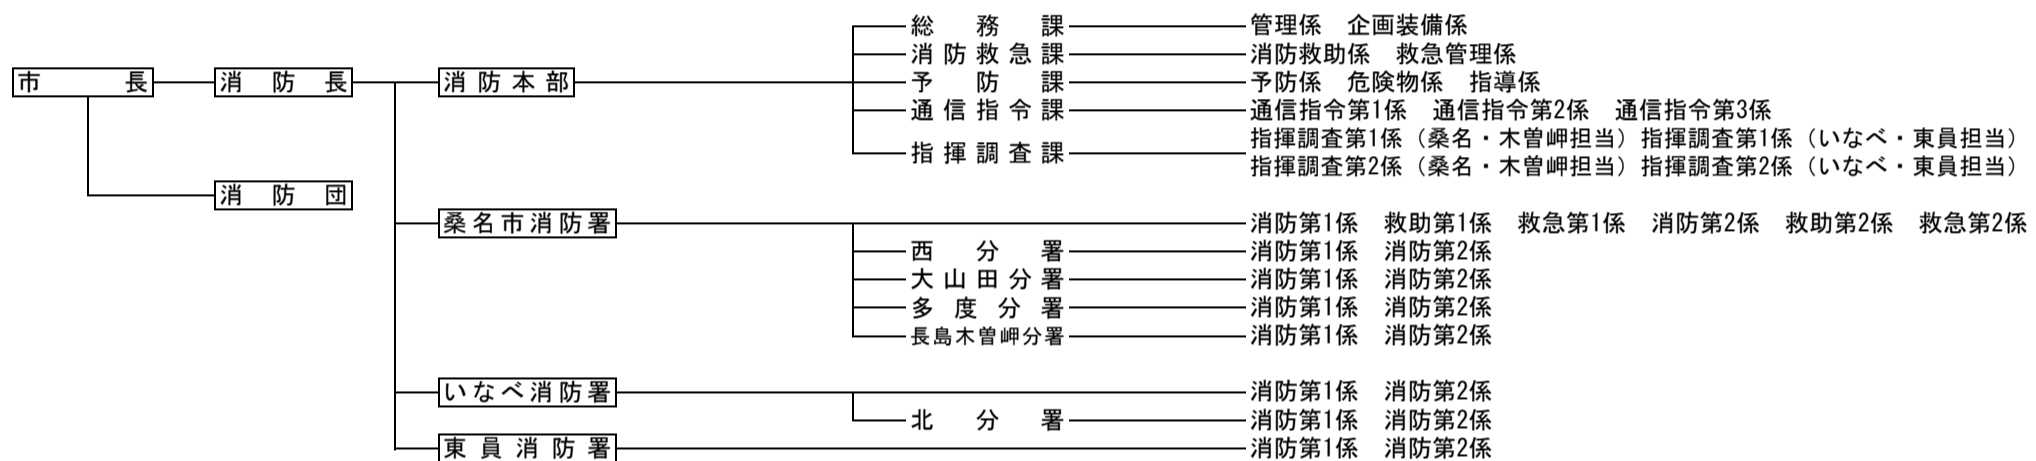 総務課 管理係 企画装備係
消防救急課 消防救助係 救急管理係
市長 消防長 消防本部 予防課 予防係 危険物係 指導係
通信指令課 通信指令第1係 通信指令第2係 通信指令第3係
指揮調査課 指揮調査第1係（桑名・木曽岬担当）指揮調査第1係（いなべ・東員担当）
指揮調査第2係（桑名・木曽岬担当）指揮調査第2係（いなべ・東員担当）
消防団
桑名市消防署 消防第1係 救助第1係 救急第1係 消防第2係 救助第2係 救急第2係
西分署 消防第1係 消防第2係
大山田分署 消防第1係 消防第2係
多度分署 消防第1係 消防第2係
長島木曽岬分署 消防第1係 消防第2係
いなべ消防署 消防第1係 消防第2係
北分署 消防第1係 消防第2係
東員消防署 消防第1係 消防第2係